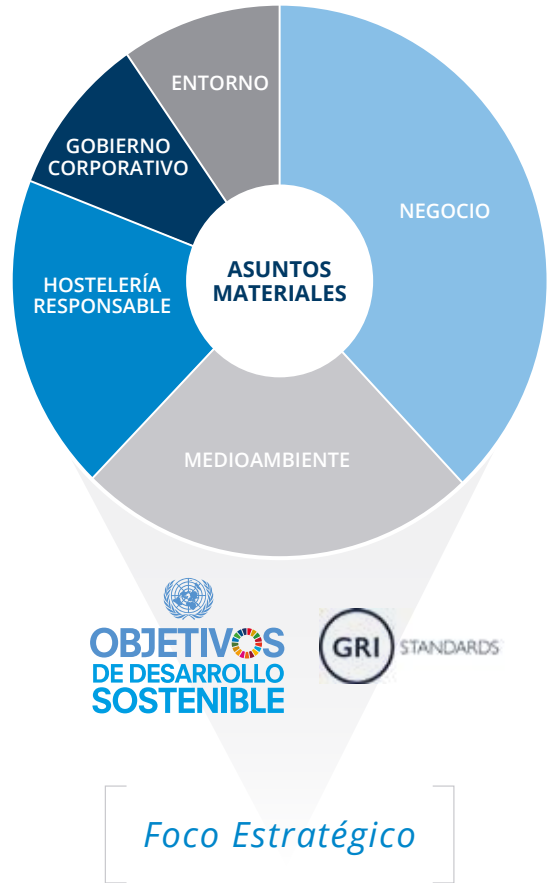 ENTORNO
GOBIERNO
CORPORATIVO
NEGOCIO
ASUNTOS
MATERIALES
HOSTELERÍA
RESPONSABLE
MEDIOAMBIENTE
OBJETIVOS
DE DESARROLLO
SOSTENIBLE
GRI STANDARDS
Foco Estratégico